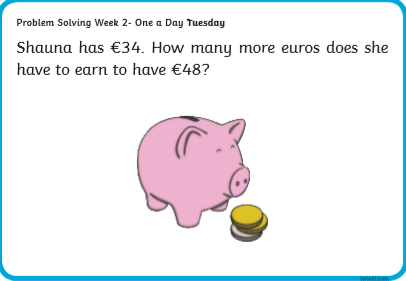 Problem Solving Week 2- One a Day Tuesday
Shauna has €34. How many more euros does she
have to earn to have €48?